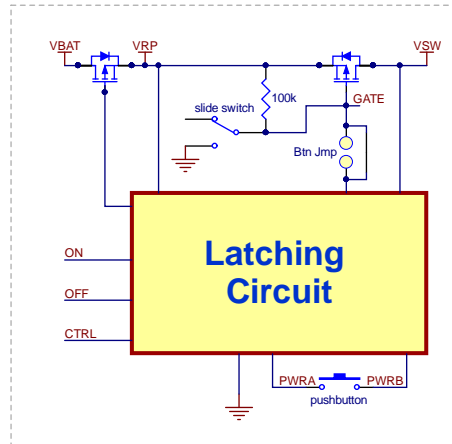 VBAT
VRP
VSW
100k
GATE
slide switch
Btn Jmp
Latching
Circuit
ON
OFF
CTRL
PWRA
PWRB
pushbutton